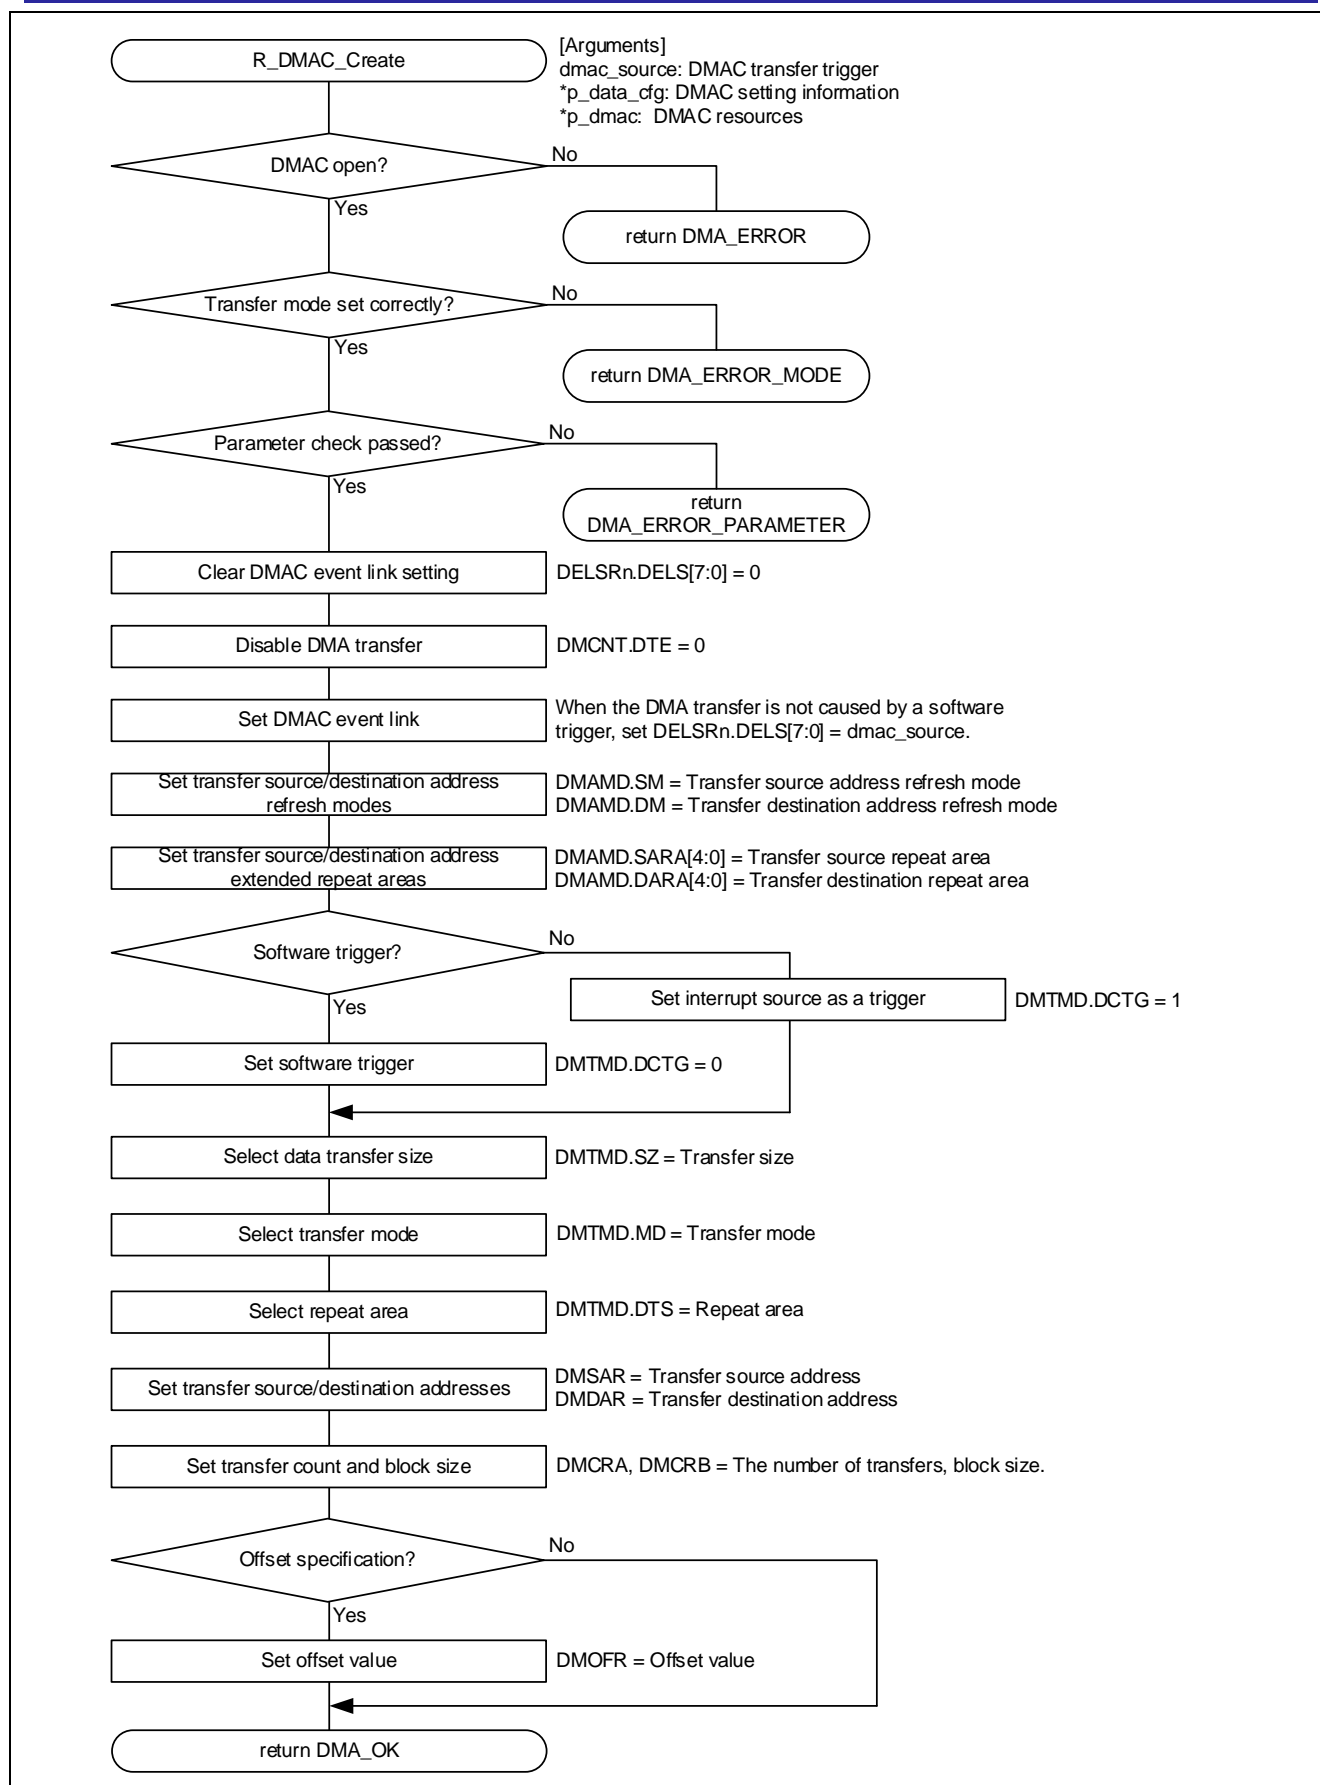 R_DMAC_Create
[Arguments]
dmac_source: DMAC transfer trigger
*p_data_cfg: DMAC setting information
*p_dmac:  DMAC resources
DMAC open?
No
Yes
return DMA_ERROR
Transfer mode set correctly?
No
Yes
return DMA_ERROR_MODE
Parameter check passed?
No
Yes
return
DMA_ERROR_PARAMETER
Clear DMAC event link setting
DELSRn.DELS[7:0] = 0
Disable DMA transfer
DMCNT.DTE = 0
Set DMAC event link
When the DMA transfer is not caused by a software
trigger, set DELSRn.DELS[7:0] = dmac_source.
Set transfer source/destination address
refresh modes
DMAMD.SM = Transfer source address refresh mode
DMAMD.DM = Transfer destination address refresh mode
Set transfer source/destination address
extended repeat areas
DMAMD.SARA[4:0] = Transfer source repeat area
DMAMD.DARA[4:0] = Transfer destination repeat area
Software trigger?
No
Yes
Set interrupt source as a trigger
DMTMD.DCTG = 1
Set software trigger
DMTMD.DCTG = 0
Select data transfer size
DMTMD.SZ = Transfer size
Select transfer mode
DMTMD.MD = Transfer mode
Select repeat area
DMTMD.DTS = Repeat area
Set transfer source/destination addresses
DMSAR = Transfer source address
DMDAR = Transfer destination address
Set transfer count and block size
DMCRA, DMCRB = The number of transfers, block size.
Offset specification?
No
Yes
Set offset value
DMOFR = Offset value
return DMA_OK